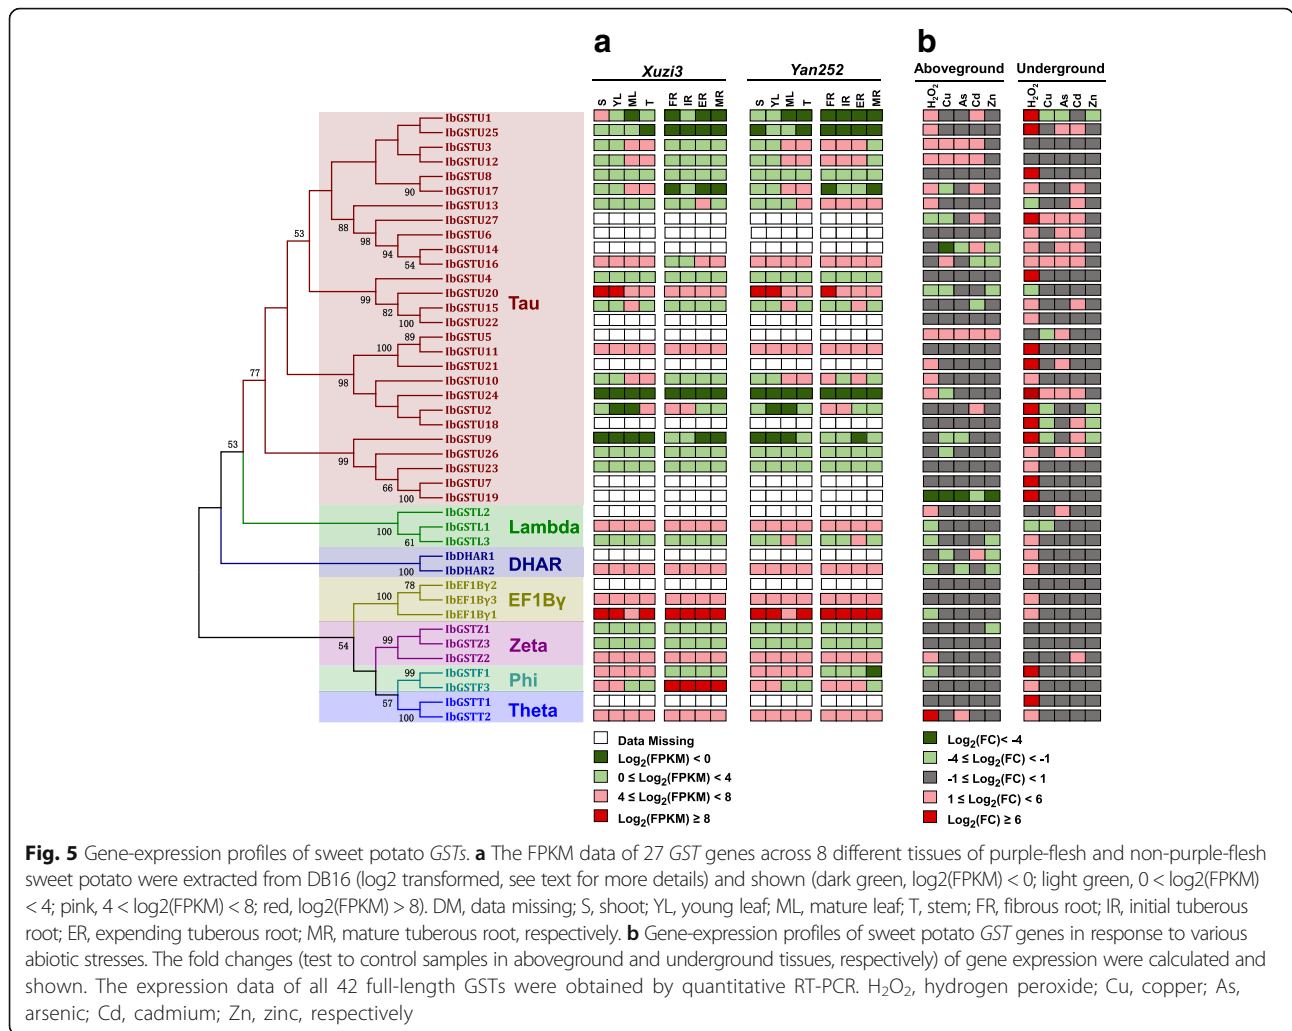 a
b
Xuzi3
Yan252
Aboveground
Underground
S YL ML T FR IR ER MR
S YL ML T FR IR ER MR
H₂O₂ Cu As Cd Zn
H₂O₂ Cu As Cd Zn
IbGSTU1
IbGSTU25
IbGSTU3
IbGSTU12
IbGSTU8
90
IbGSTU17
IbGSTU13
88
IbGSTU27
53
98
IbGSTU6
94
IbGSTU14
54
IbGSTU16
IbGSTU4
99
IbGSTU20
Tau
82
IbGSTU15
100
IbGSTU22
89
IbGSTU5
100
IbGSTU11
77
IbGSTU21
98
IbGSTU10
IbGSTU24
IbGSTU2
IbGSTU18
53
IbGSTU9
99
IbGSTU26
IbGSTU23
66
IbGSTU7
100
IbGSTU19
IbGSTL2
100
IbGSTL1
Lambda
61
IbGSTL3
IbDHAR1
DHAR
100
IbDHAR2
78
IbEF1Bγ2
100
IbEF1Bγ3
EF1Bγ
IbEF1Bγ1
54
IbGSTZ1
99
IbGSTZ3
Zeta
IbGSTZ2
99
IbGSTF1
Phi
IbGSTF3
57
IbGSTT1
Theta
100
IbGSTT2
Data Missing
Log₂(FPKM) < 0
0 ≤ Log₂(FPKM) < 4
4 ≤ Log₂(FPKM) < 8
Log₂(FPKM) ≥ 8
Log₂(FC)< -4
-4 ≤ Log₂(FC) < -1
-1 ≤ Log₂(FC) < 1
1 ≤ Log₂(FC) < 6
Log₂(FC) ≥ 6
Fig. 5 Gene-expression profiles of sweet potato GSTs. a The FPKM data of 27 GST genes across 8 different tissues of purple-flesh and non-purple-flesh
sweet potato were extracted from DB16 (log2 transformed, see text for more details) and shown (dark green, log2(FPKM) < 0; light green, 0 < log2(FPKM)
< 4; pink, 4 < log2(FPKM) < 8; red, log2(FPKM) > 8). DM, data missing; S, shoot; YL, young leaf; ML, mature leaf; T, stem; FR, fibrous root; IR, initial tuberous
root; ER, expending tuberous root; MR, mature tuberous root, respectively. b Gene-expression profiles of sweet potato GST genes in response to various
abiotic stresses. The fold changes (test to control samples in aboveground and underground tissues, respectively) of gene expression were calculated and
shown. The expression data of all 42 full-length GSTs were obtained by quantitative RT-PCR. H₂O₂, hydrogen peroxide; Cu, copper; As,
arsenic; Cd, cadmium; Zn, zinc, respectively